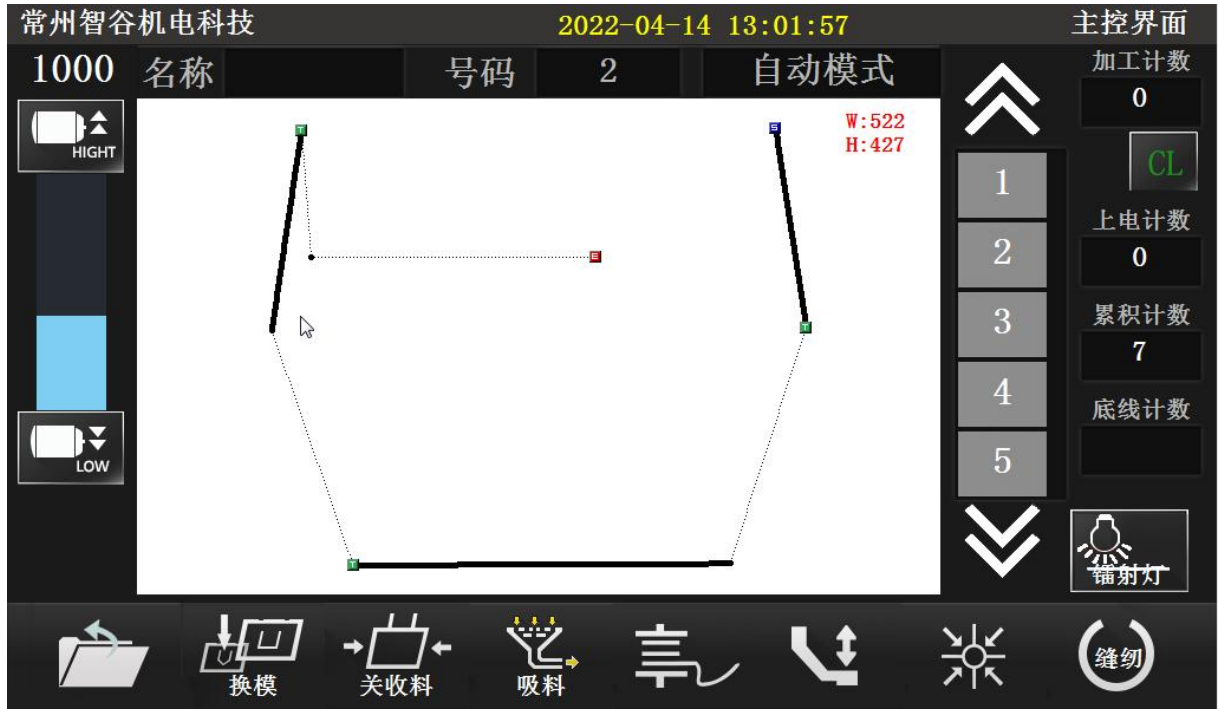 常州智谷机电科技 2022-04-14 13:01:57 主控界面
1000 名称 号码 2 自动模式 加工计数
0
HIGHT
W:522
H:427
CL
1
上电计数
2
0
3
累积计数
7
4
底线计数
LOW
5
镭射灯
T
S
E
T
T
换模 关收料 吸料 缝纫